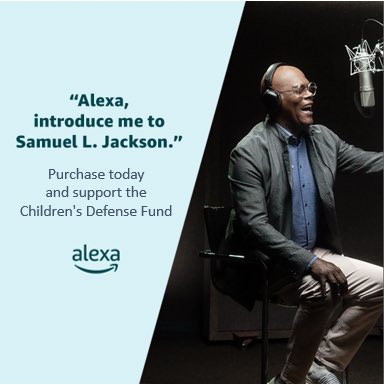 “Alexa,
introduce me to
Samuel L. Jackson.”
Purchase today
and support the
Children's Defense Fund
alexa